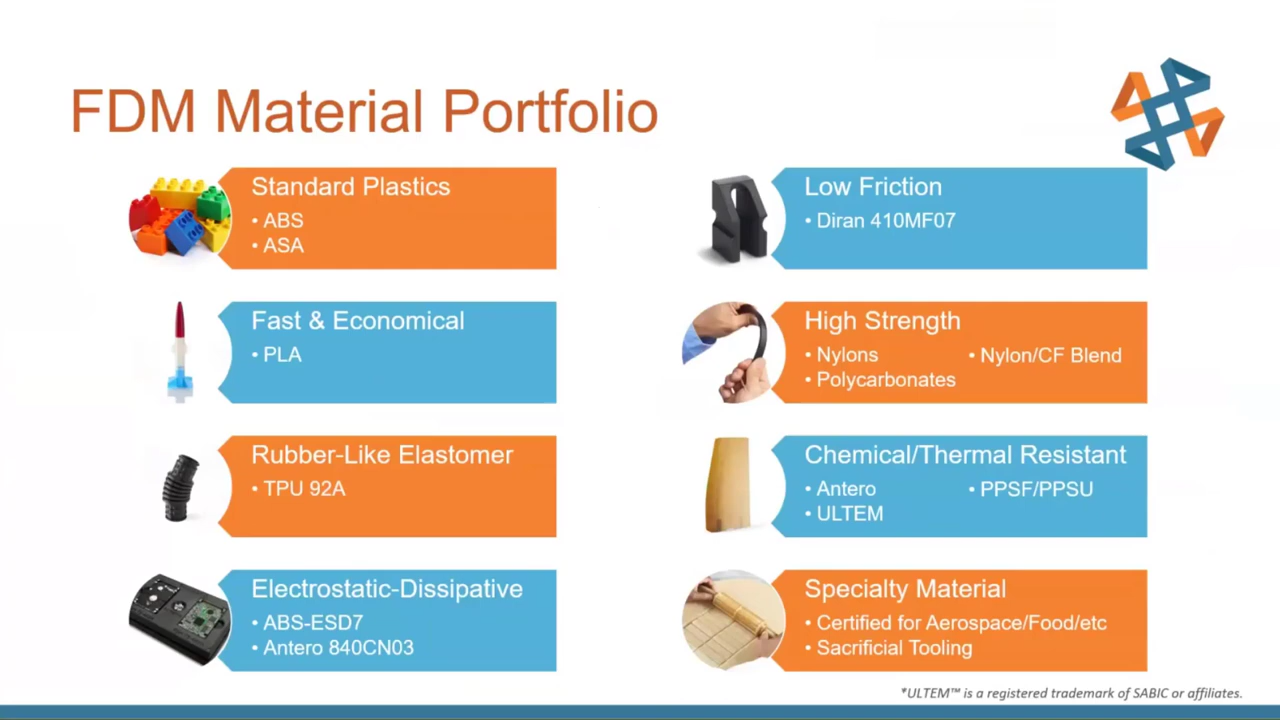 FDM Material Portfolio
Standard Plastics
• ABS
• ASA
Fast & Economical
• PLA
Rubber-Like Elastomer
• TPU 92A
Electrostatic-Dissipative
• ABS-ESD7
• Antero 840CN03
Low Friction
• Diran 410MF07
High Strength
• Nylons
• Polycarbonates
• Nylon/CF Blend
Chemical/Thermal Resistant
• Antero
• ULTEM
• PPSF/PPSU
Specialty Material
• Certified for Aerospace/Food/etc
• Sacrificial Tooling
*ULTEM™ is a registered trademark of SABIC or affiliates.